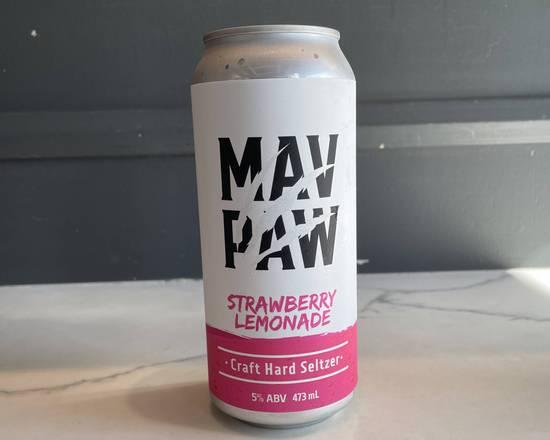 MAV
PAW
STRAWBERRY
LEMONADE
·Craft Hard Seltzer·
5% ABV 473 mL